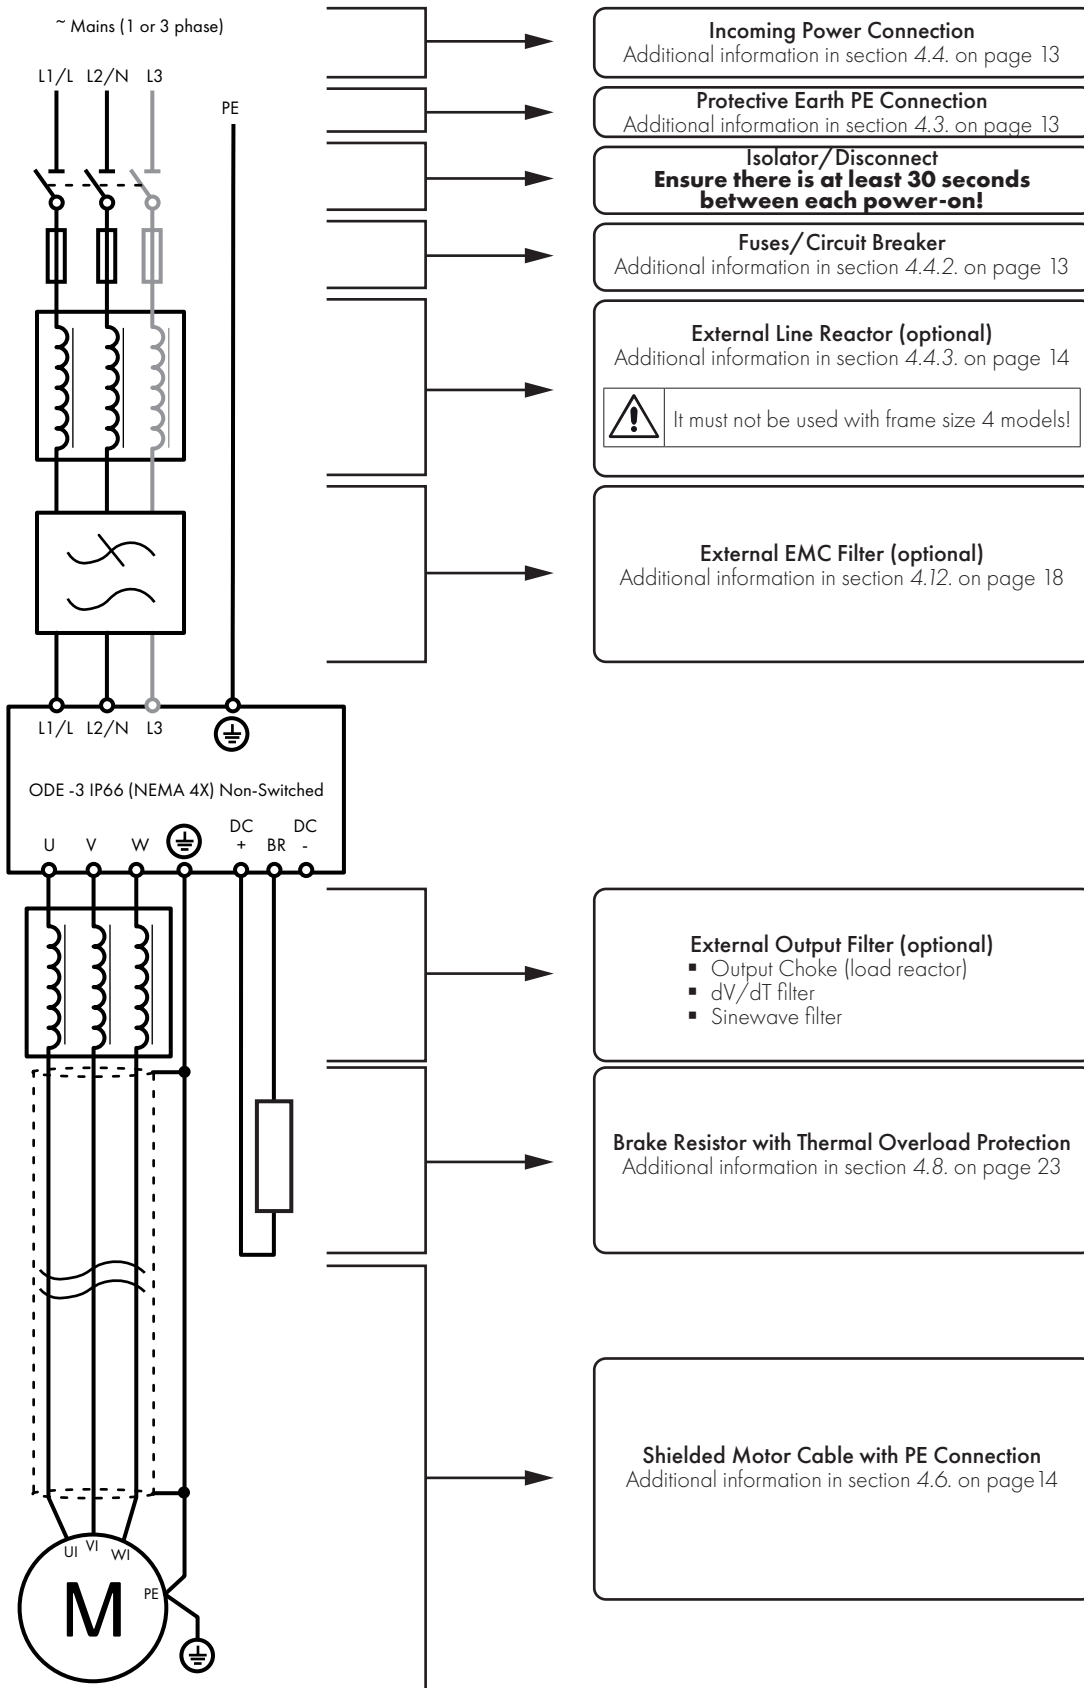 ~ Mains (1 or 3 phase)
L1/L L2/N L3
PE
Incoming Power Connection
Additional information in section 4.4. on page 13
Protective Earth PE Connection
Additional information in section 4.3. on page 13
Isolator/Disconnect
Ensure there is at least 30 seconds
between each power-on!
Fuses/Circuit Breaker
Additional information in section 4.4.2. on page 13
External Line Reactor (optional)
Additional information in section 4.4.3. on page 14
It must not be used with frame size 4 models!
External EMC Filter (optional)
Additional information in section 4.12. on page 18
L1/L L2/N L3
ODE -3 IP66 (NEMA 4X) Non-Switched
U V W DC + BR DC -
External Output Filter (optional)
▪ Output Choke (load reactor)
▪ dV/dT filter
▪ Sinewave filter
Brake Resistor with Thermal Overload Protection
Additional information in section 4.8. on page 23
Shielded Motor Cable with PE Connection
Additional information in section 4.6. on page14
UI VI WI
M
PE